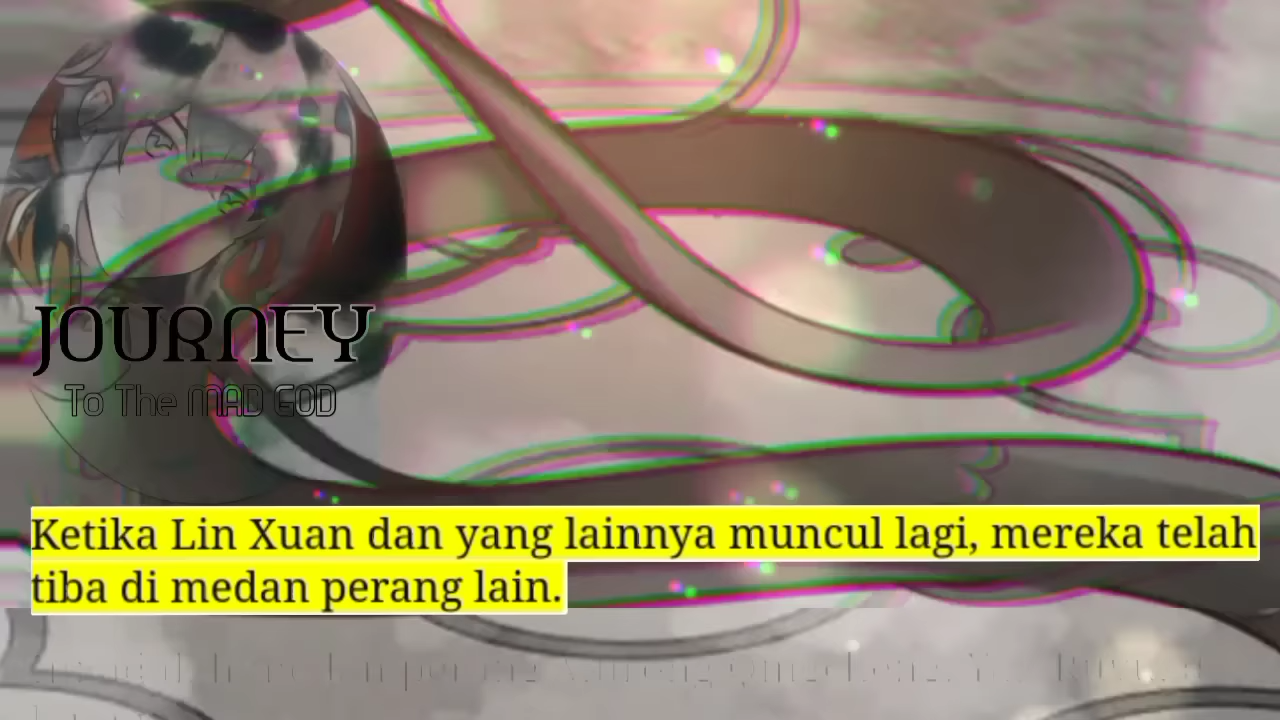 JOURNEY
To The MAD GOD
Ketika Lin Xuan dan yang lainnya muncul lagi, mereka telah
tiba di medan perang lain.